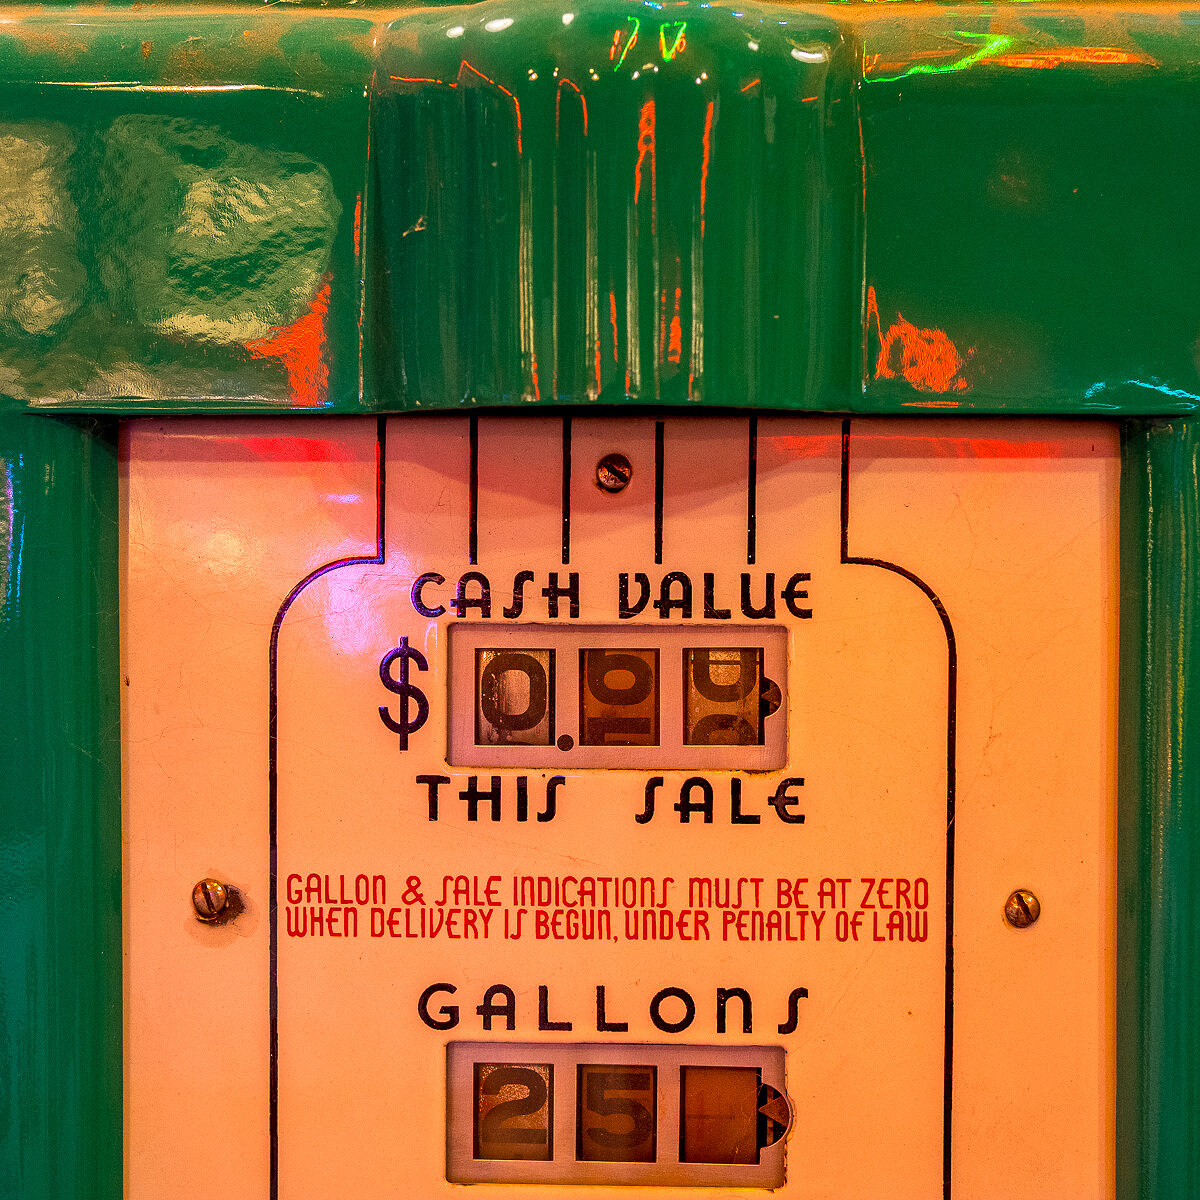 CASH VALUE
$ 0.
THIS SALE
GALLON & SALE INDICATIONS MUST BE AT ZERO
WHEN DELIVERY IS BEGUN, UNDER PENALTY OF LAW
GALLONS
25